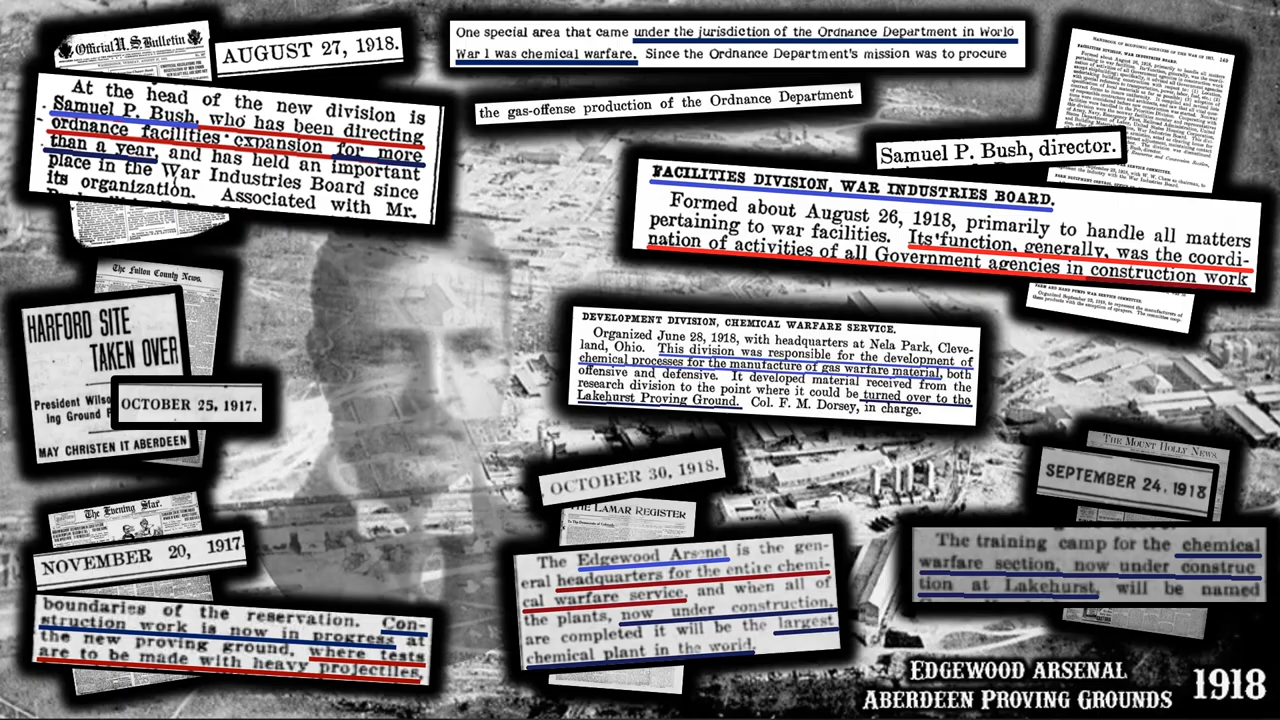 Official U.S. Bulletin
AUGUST 27, 1918.
At the head of the new division is
Samuel P. Bush, who has been directing
ordnance facilities expansion for more
than a year, and has held an important
place in the War Industries Board since
its organization. Associated with Mr.
One special area that came under the jurisdiction of the Ordnance Department in World
War I was chemical warfare. Since the Ordnance Department's mission was to procure
the gas-offense production of the Ordnance Department
Samuel P. Bush, director.
FACILITIES DIVISION, WAR INDUSTRIES BOARD.
Formed about August 26, 1918, primarily to handle all matters
pertaining to war facilities. Its function, generally, was the coordi-
nation of activities of all Government agencies in construction work
The Fulton County News.
HARFORD SITE
TAKEN OVER
President Wilso
ing Ground P
OCTOBER 25, 1917.
MAY CHRISTEN IT ABERDEEN
DEVELOPMENT DIVISION, CHEMICAL WARFARE SERVICE.
Organized June 28, 1918, with headquarters at Nela Park, Cleve-
land, Ohio. This division was responsible for the development of
chemical processes for the manufacture of gas warfare material, both
offensive and defensive. It developed material received from the
research division to the point where it could be turned over to the
Lakehurst Proving Ground. Col. F. M. Dorsey, in charge.
The Evening Star.
NOVEMBER 20, 1917.
boundaries of the reservation. Con-
struction work is now in progress at
the new proving ground, where tests
are to be made with heavy projectiles,
OCTOBER 30, 1918.
THE LAMAR REGISTER
The Edgewood Arsenal is the gen-
eral headquarters for the entire chemi-
cal warfare service, and when all of
the plants, now under construction,
are completed it will be the largest
chemical plant in the world.
THE MOUNT HOLLY NEWS.
SEPTEMBER 24, 1918
The training camp for the chemical
warfare section, now under construc
tion at Lakehurst, will be named
EDGEWOOD ARSENAL
ABERDEEN PROVING GROUNDS
1918